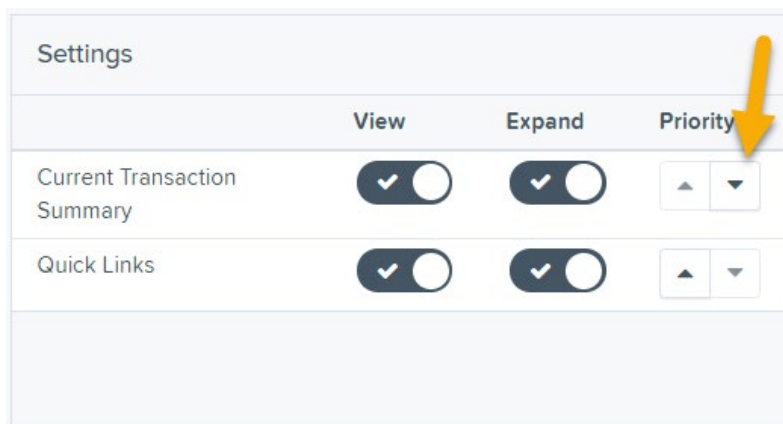 Settings
View Expand Priority
Current Transaction
Summary
Quick Links